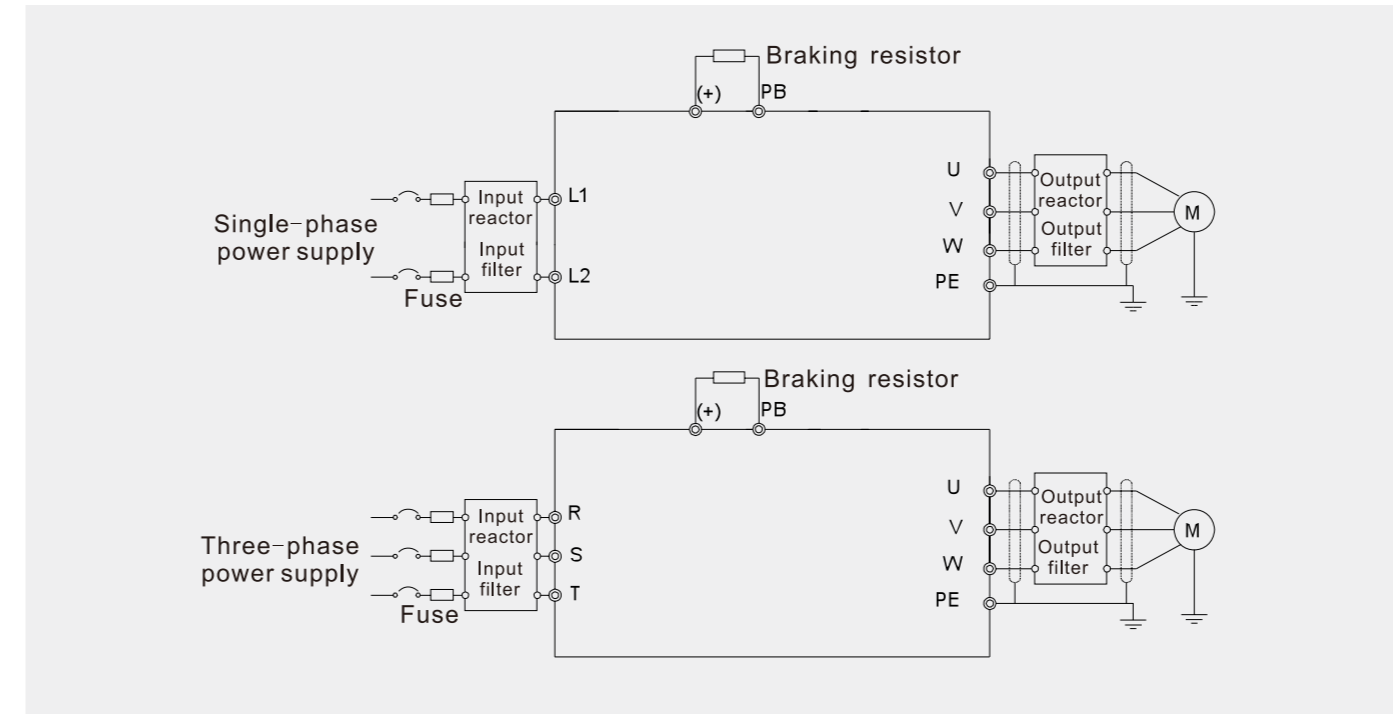 Braking resistor
(+)
PB
Single-phase
power supply
Fuse
Input
reactor
Input
filter
L1
L2
U
V
W
PE
Output
reactor
Output
filter
M
Braking resistor
(+)
PB
Three-phase
power supply
Fuse
Input
reactor
Input
filter
R
S
T
U
V
W
PE
Output
reactor
Output
filter
M